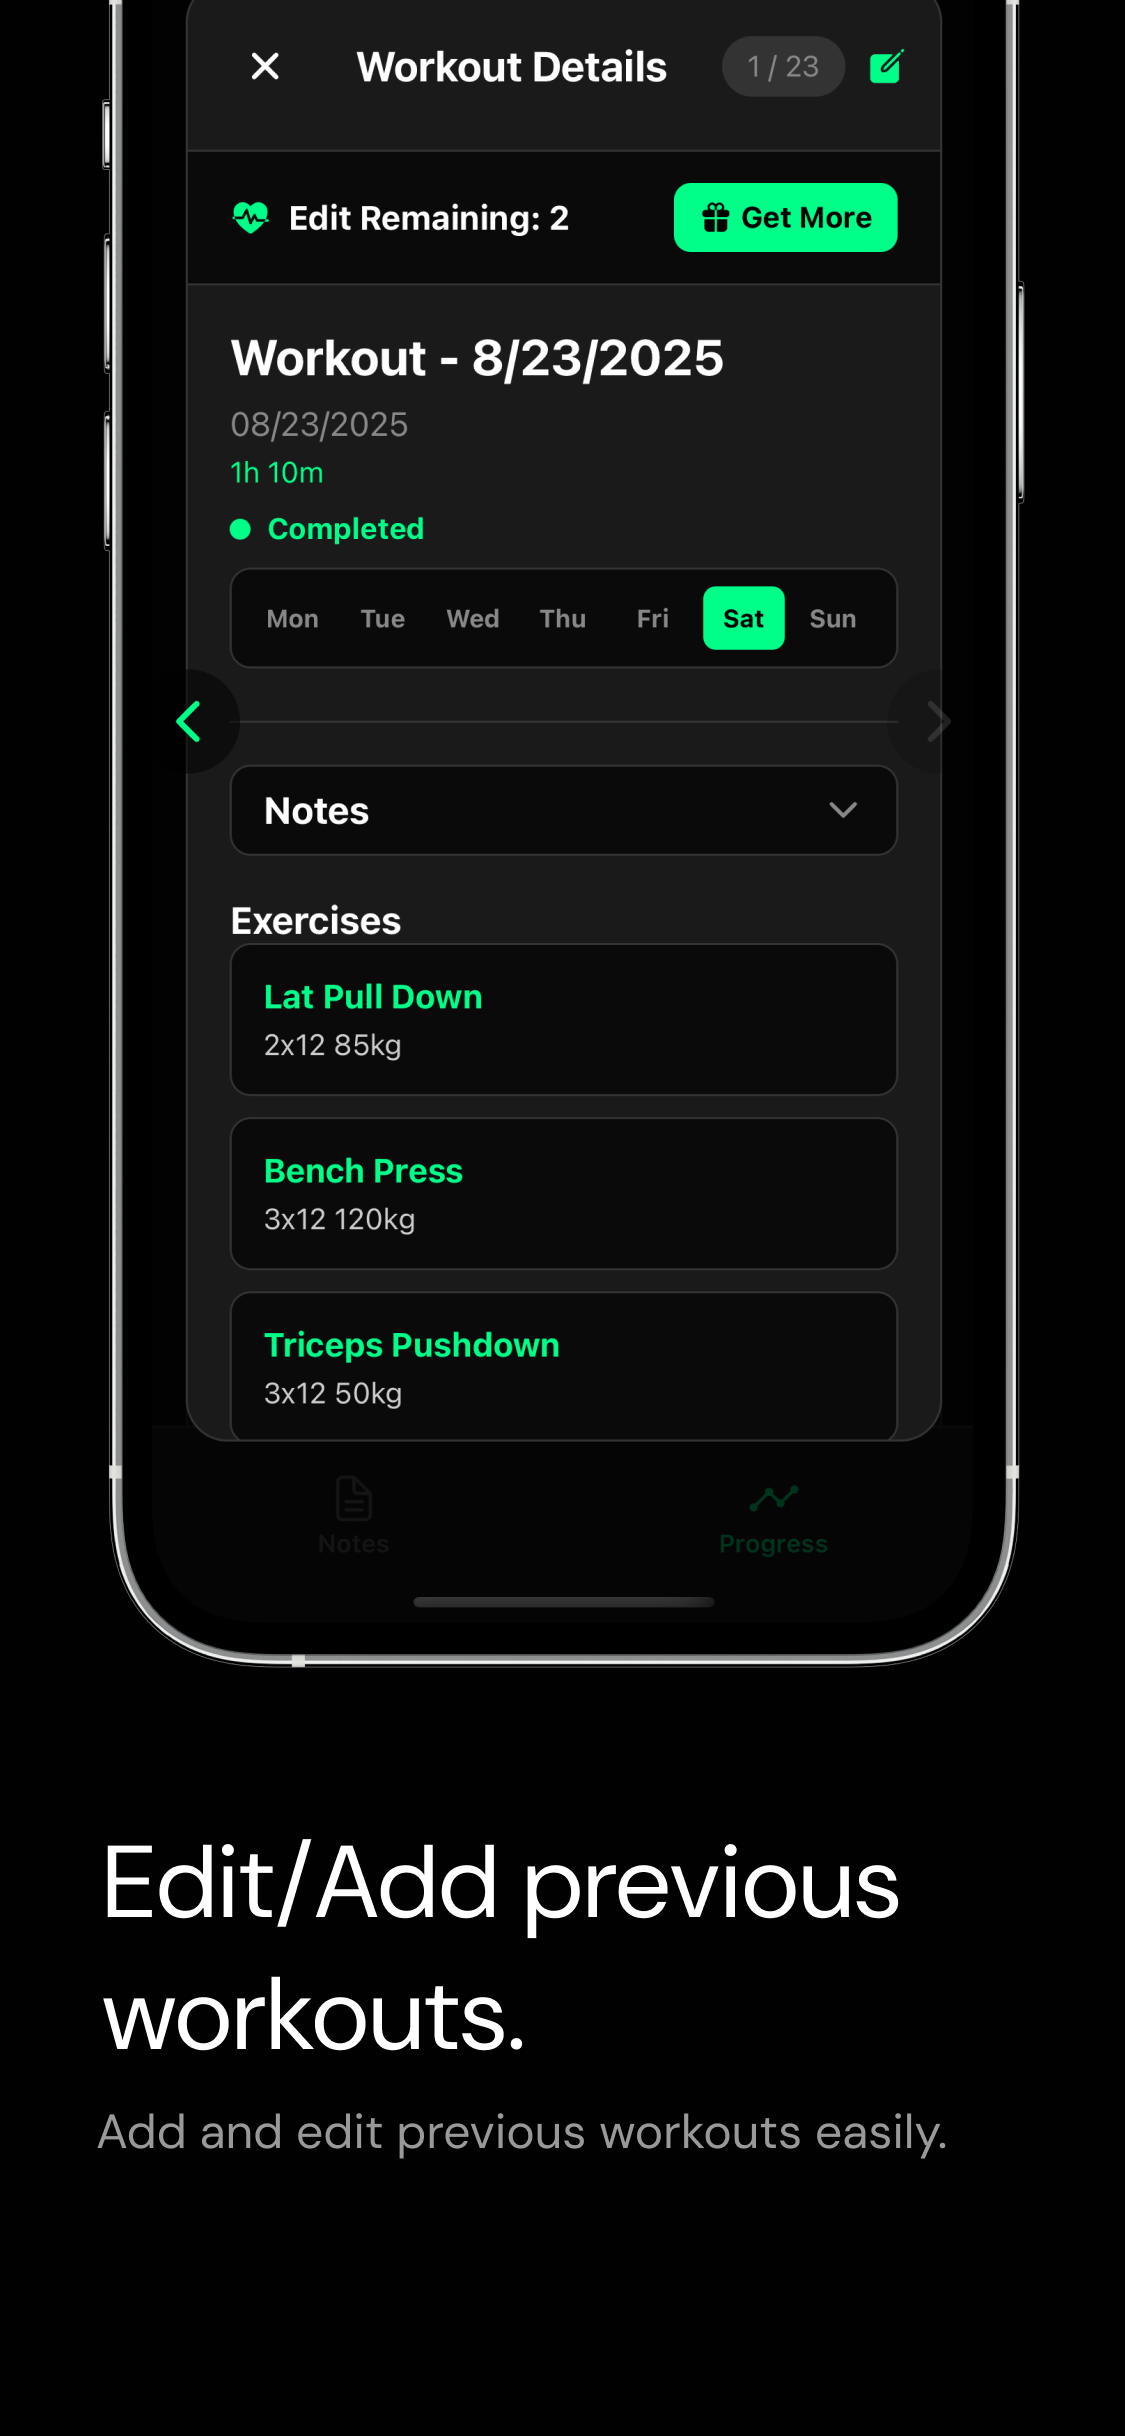 Workout Details
1 / 23
Edit Remaining: 2
Get More
Workout - 8/23/2025
08/23/2025
1h 10m
Completed
Mon Tue Wed Thu Fri Sat Sun
Notes
Exercises
Lat Pull Down
2x12 85kg
Bench Press
3x12 120kg
Triceps Pushdown
3x12 50kg
Notes
Progress
Edit/Add previous
workouts.
Add and edit previous workouts easily.